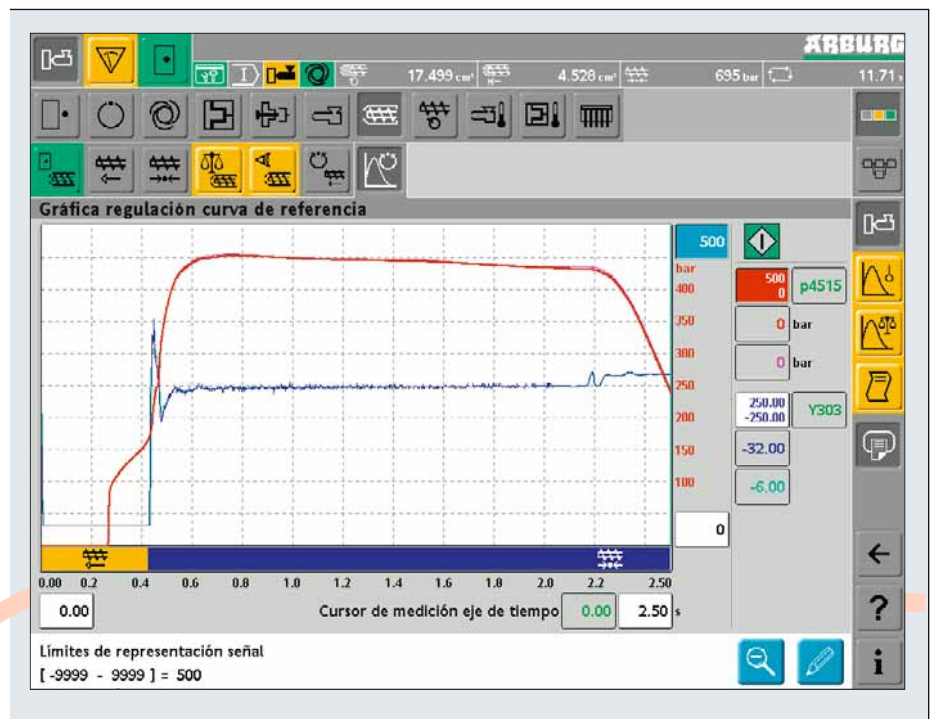 ARBURG
17.499 cm³ 4.528 cm³ 695 bar 11.71 s
Gráfica regulación curva de referencia
500
bar
400
350
300
250
200
150
100
0
500
0
p4515
0 bar
0 bar
250.00
-250.00
Y303
-32.00
-6.00
0.00 0.2 0.4 0.6 0.8 1.0 1.2 1.4 1.6 1.8 2.0 2.2 2.50
0.00 Cursor de medición eje de tiempo 0.00 2.50 s
Límites de representación señal
[ -9999 - 9999 ] = 500
? i